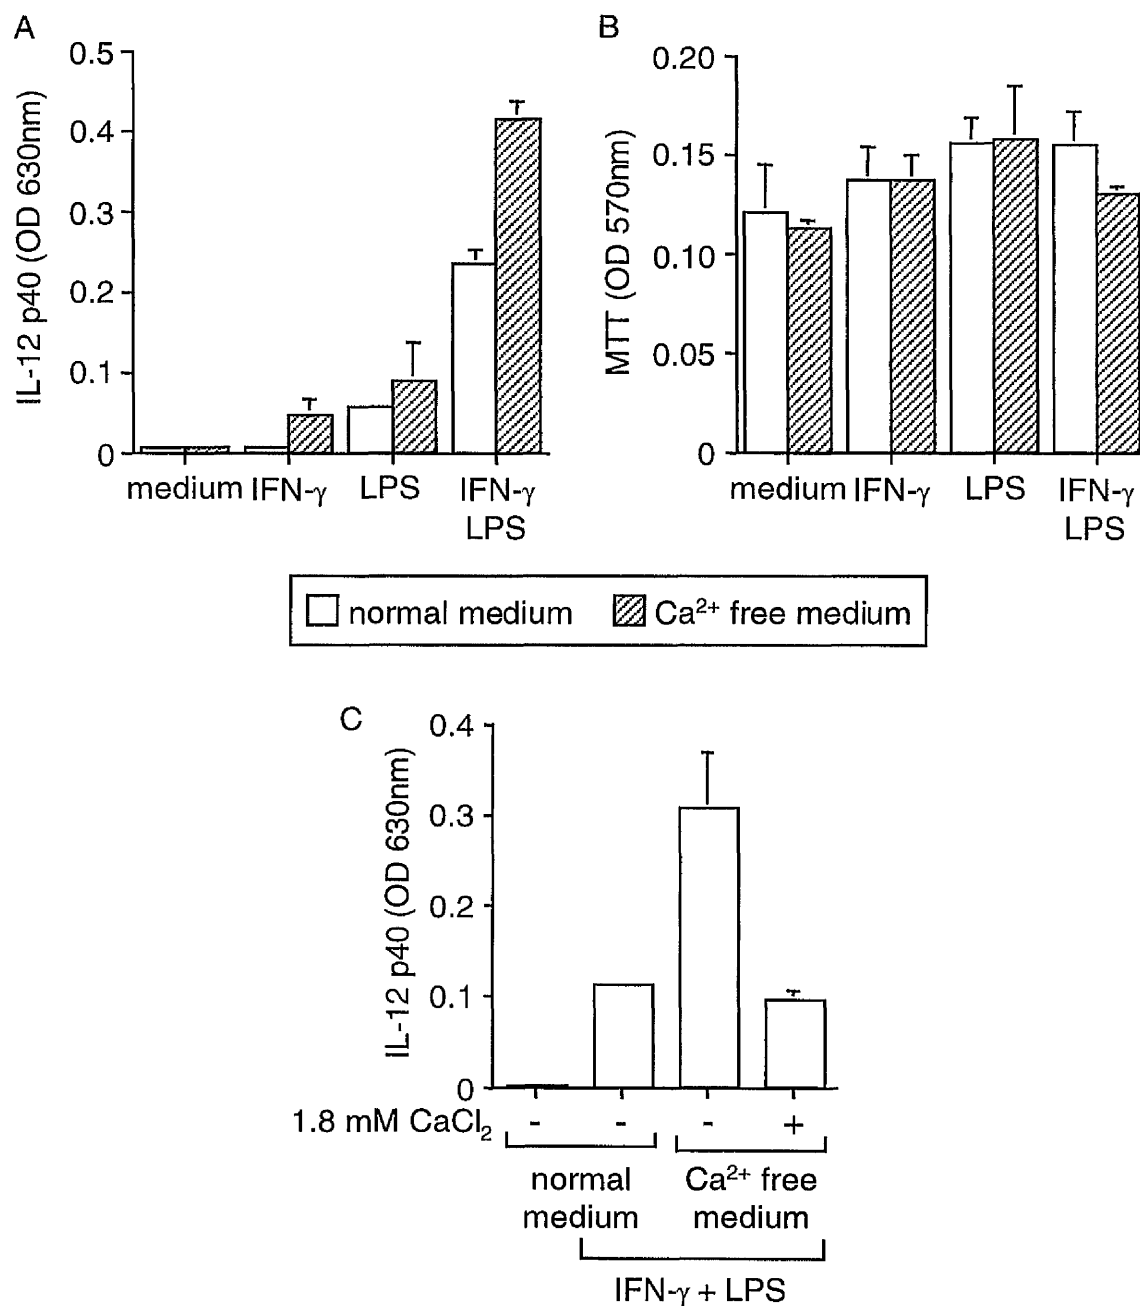 A
IL-12 p40 (OD 630nm)
0.5
0.4
0.3
0.2
0.1
0
medium IFN-γ LPS IFN-γ
LPS
B
MTT (OD 570nm)
0.20
0.15
0.10
0.05
0
medium IFN-γ LPS IFN-γ
LPS
normal medium Ca²⁺ free medium
C
IL-12 p40 (OD 630nm)
0.4
0.3
0.2
0.1
0
1.8 mM CaCl₂ - - - +
normal
medium
Ca²⁺ free
medium
IFN-γ + LPS